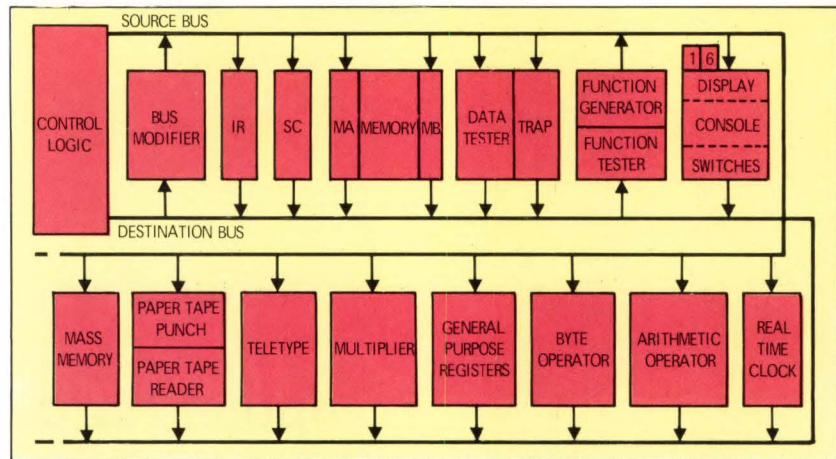 SOURCE BUS
CONTROL
LOGIC
BUS
MODIFIER
IR
SC
MA
MEMORY
MB
DATA
TESTER
TRAP
FUNCTION
GENERATOR
FUNCTION
TESTER
1 6
DISPLAY
CONSOLE
SWITCHES
DESTINATION BUS
MASS
MEMORY
PAPER TAPE
PUNCH
PAPER TAPE
READER
TELETYPE
MULTIPLIER
GENERAL
PURPOSE
REGISTERS
BYTE
OPERATOR
ARITHMETIC
OPERATOR
REAL
TIME
CLOCK